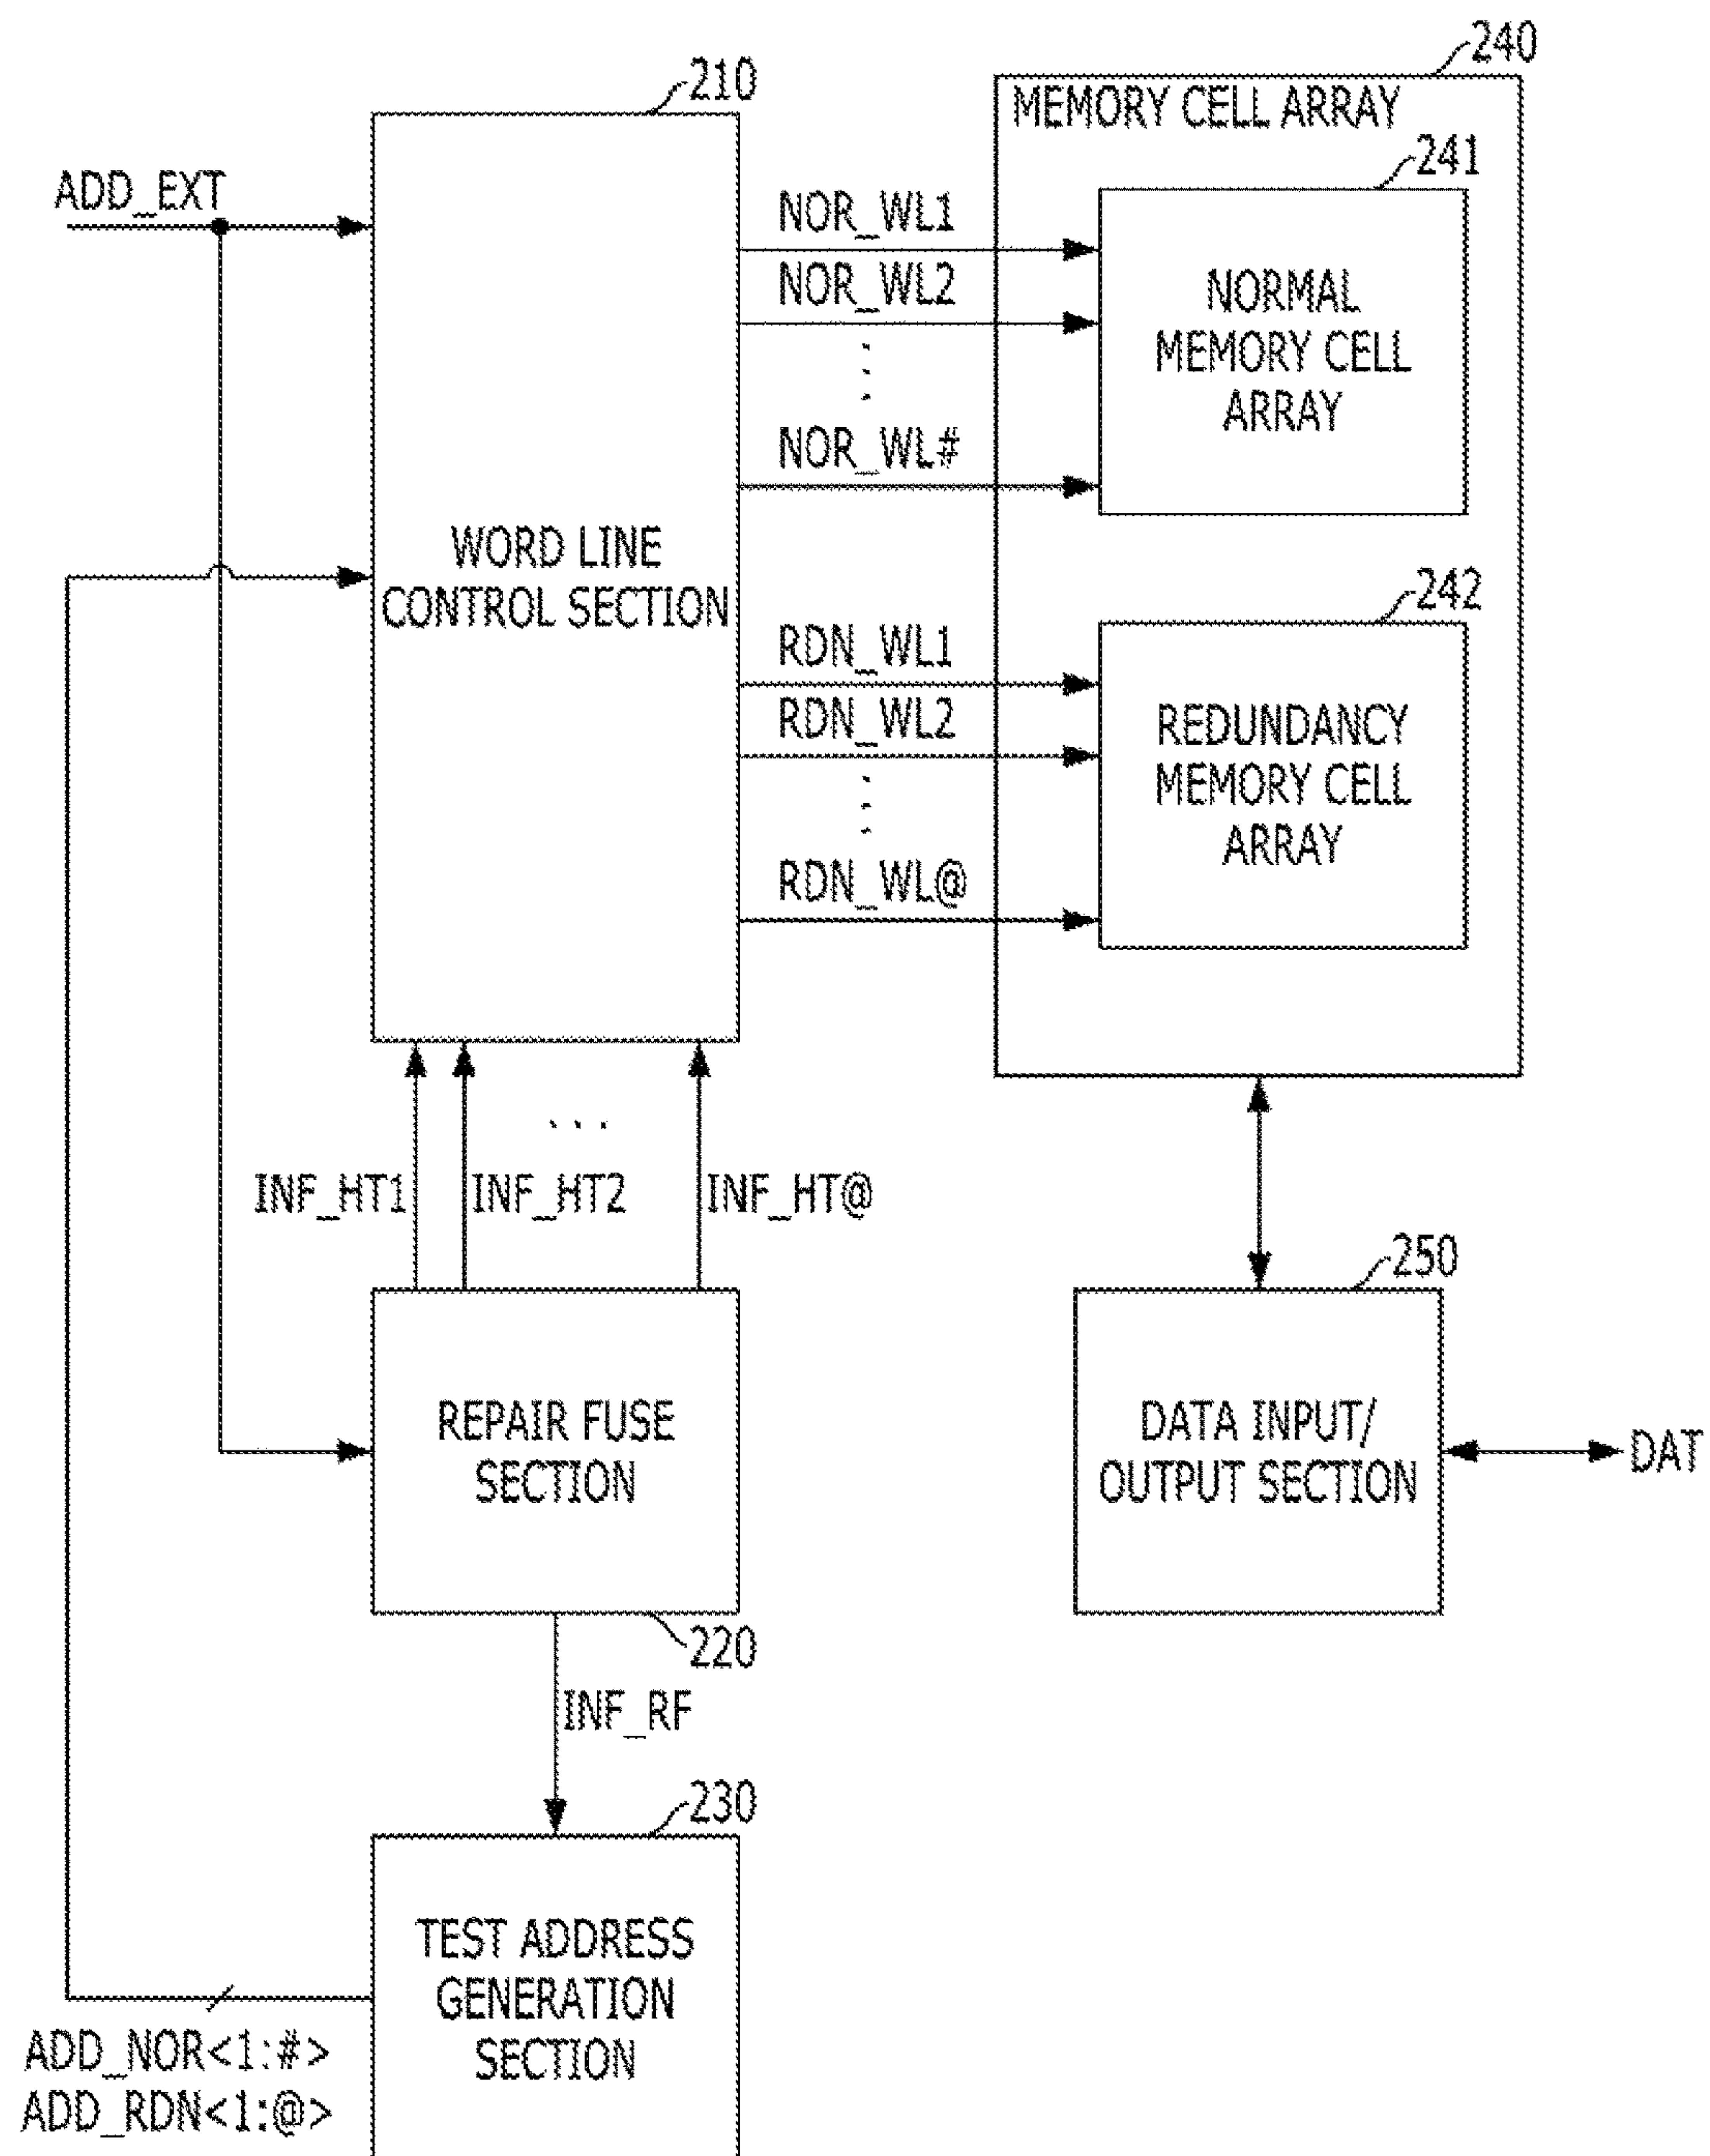 240
210
MEMORY CELL ARRAY
241
ADD_EXT
NOR_WL1
NOR_WL2
NORMAL
MEMORY CELL
ARRAY
NOR_WL#
WORD LINE
CONTROL SECTION
242
RDN_WL1
RDN_WL2
REDUNDANCY
MEMORY CELL
ARRAY
RDN_WL@
...
INF_HT1
INF_HT2
INF_HT@
250
REPAIR FUSE
SECTION
DATA INPUT/
OUTPUT SECTION
DAT
220
INF_RF
230
TEST ADDRESS
GENERATION
SECTION
ADD_NOR<1:#>
ADD_RDN<1:@>